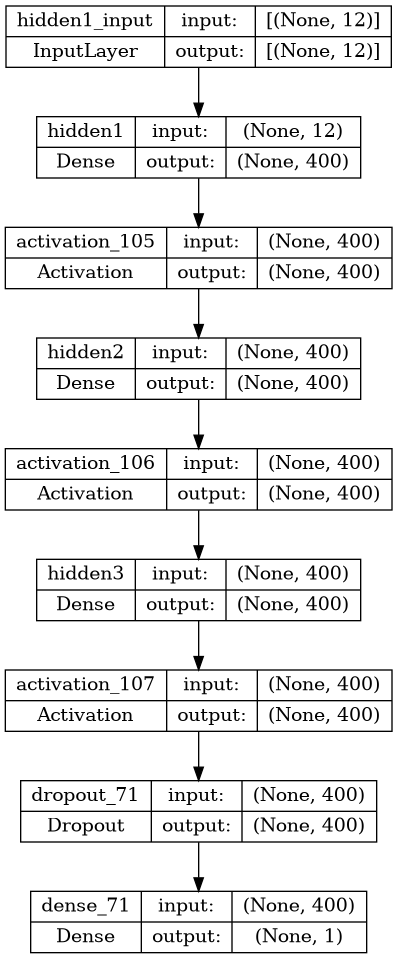 hidden1_input input: [(None, 12)]
InputLayer output: [(None, 12)]
hidden1 input: (None, 12)
Dense output: (None, 400)
activation_105 input: (None, 400)
Activation output: (None, 400)
hidden2 input: (None, 400)
Dense output: (None, 400)
activation_106 input: (None, 400)
Activation output: (None, 400)
hidden3 input: (None, 400)
Dense output: (None, 400)
activation_107 input: (None, 400)
Activation output: (None, 400)
dropout_71 input: (None, 400)
Dropout output: (None, 400)
dense_71 input: (None, 400)
Dense output: (None, 1)